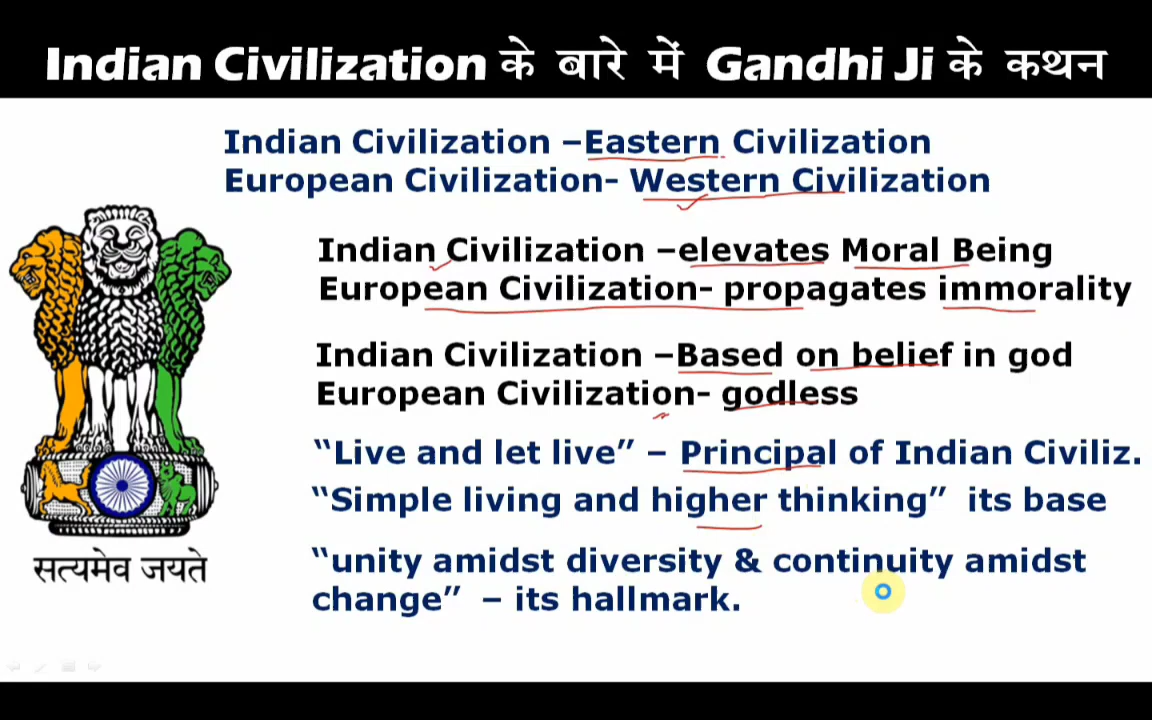 Indian Civilization के बारे में Gandhi Ji के कथन
Indian Civilization –Eastern Civilization
European Civilization- Western Civilization
Indian Civilization –elevates Moral Being
European Civilization- propagates immorality
Indian Civilization –Based on belief in god
European Civilization- godless
“Live and let live” – Principal of Indian Civiliz.
“Simple living and higher thinking”  its base
“unity amidst diversity & continuity amidst
change”  – its hallmark.
सत्यमेव जयते